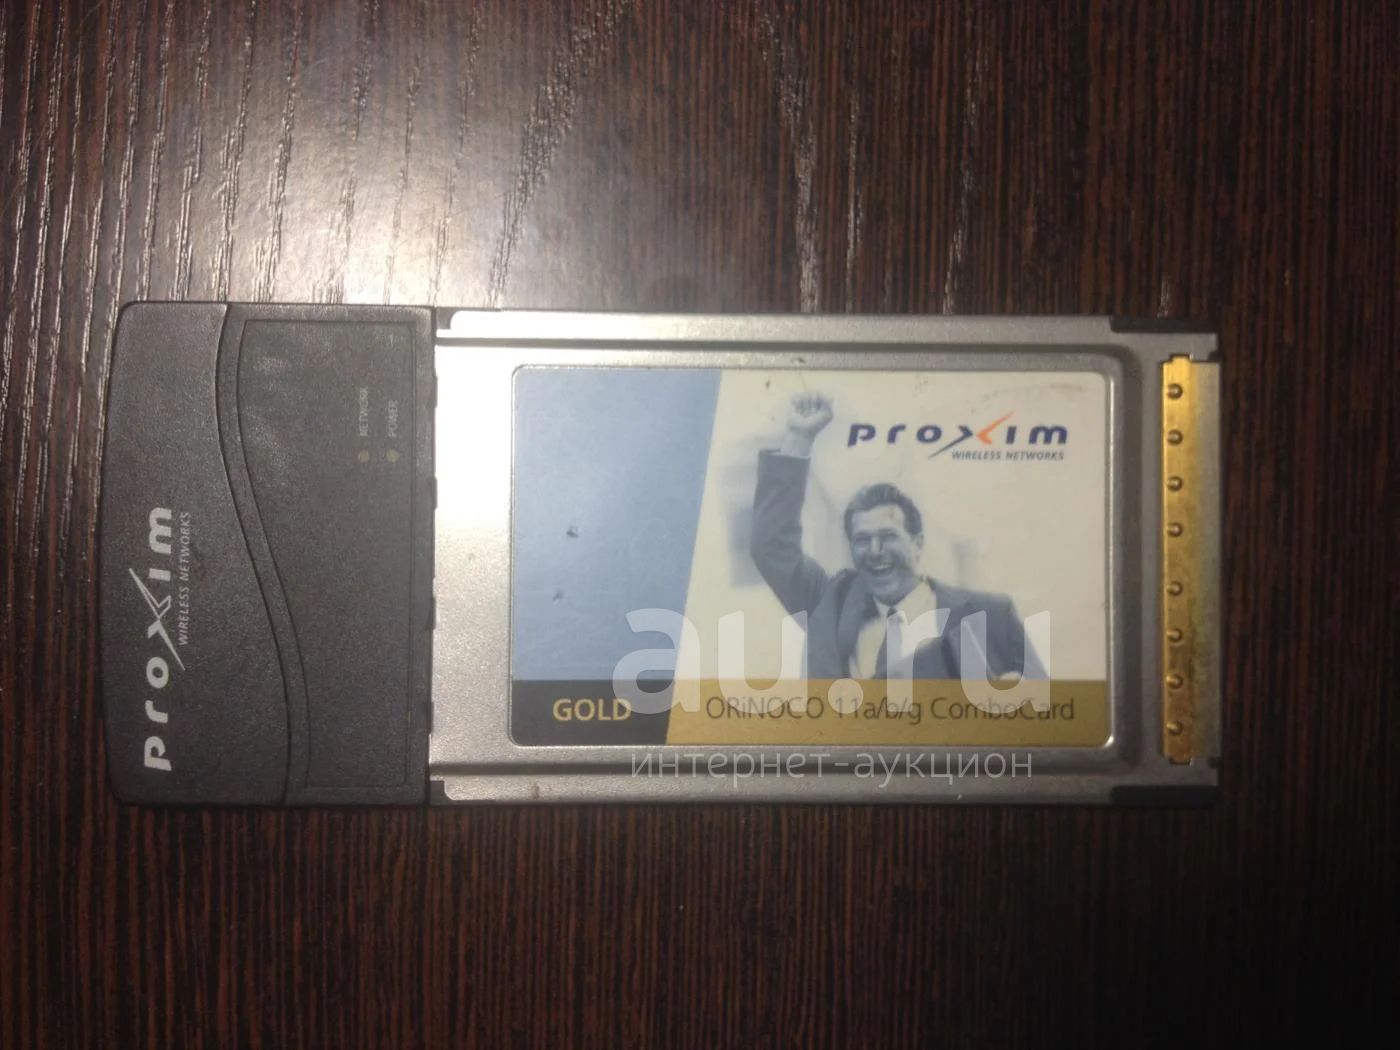 proxim
WIRELESS NETWORKS
NETWORK
POWER
proxim
WIRELESS NETWORKS
GOLD
ORiNOCO 11a/b/g ComboCard
au.ru
интернет-аукцион